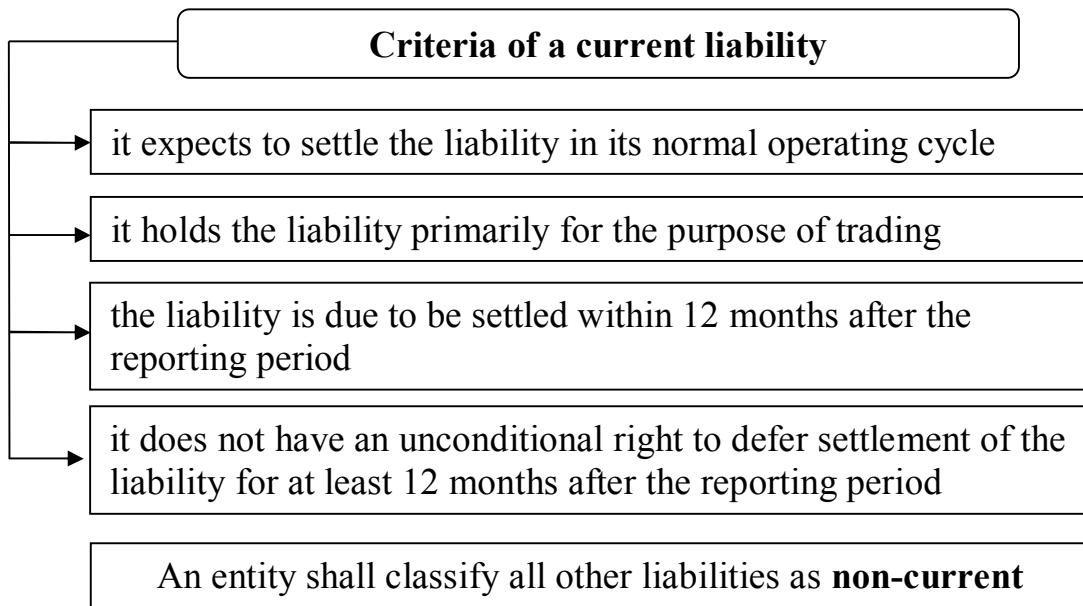 Criteria of a current liability
it expects to settle the liability in its normal operating cycle
it holds the liability primarily for the purpose of trading
the liability is due to be settled within 12 months after the
reporting period
it does not have an unconditional right to defer settlement of the
liability for at least 12 months after the reporting period
An entity shall classify all other liabilities as non-current